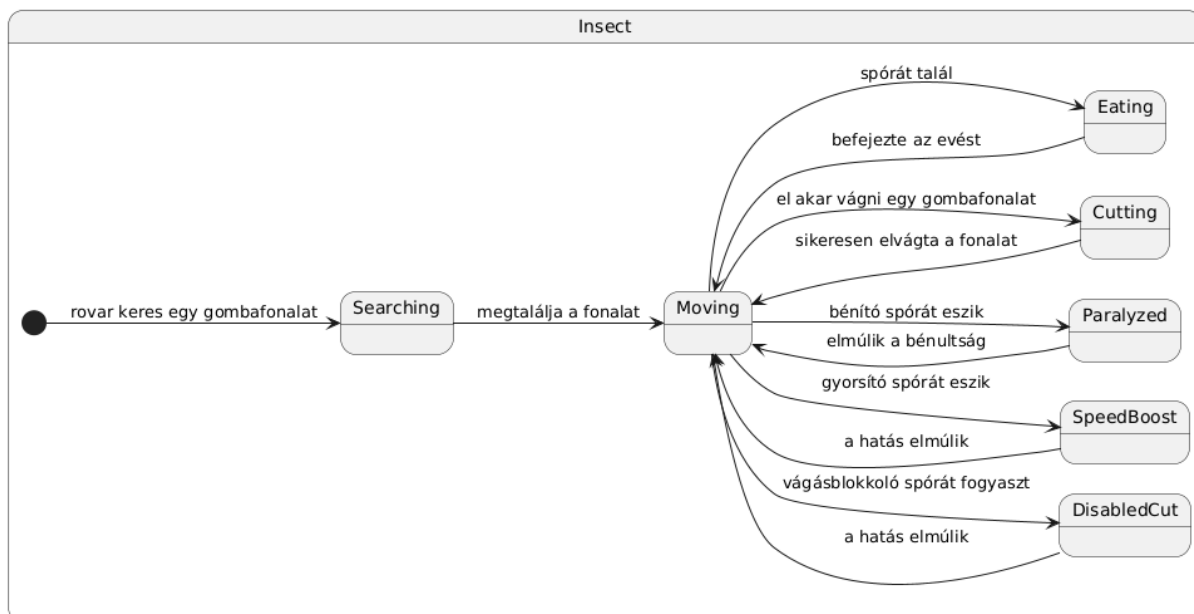 Insect
spórát talál
Eating
befejezte az evést
el akar vágni egy gombafonalat
Cutting
sikeresen elvágta a fonalat
rovar keres egy gombafonalat
Searching
megtalálja a fonalat
Moving
bénító spórát eszik
Paralyzed
elmúlik a bénultság
gyorsító spórát eszik
SpeedBoost
a hatás elmúlik
vágásblokkoló spórát fogyaszt
DisabledCut
a hatás elmúlik